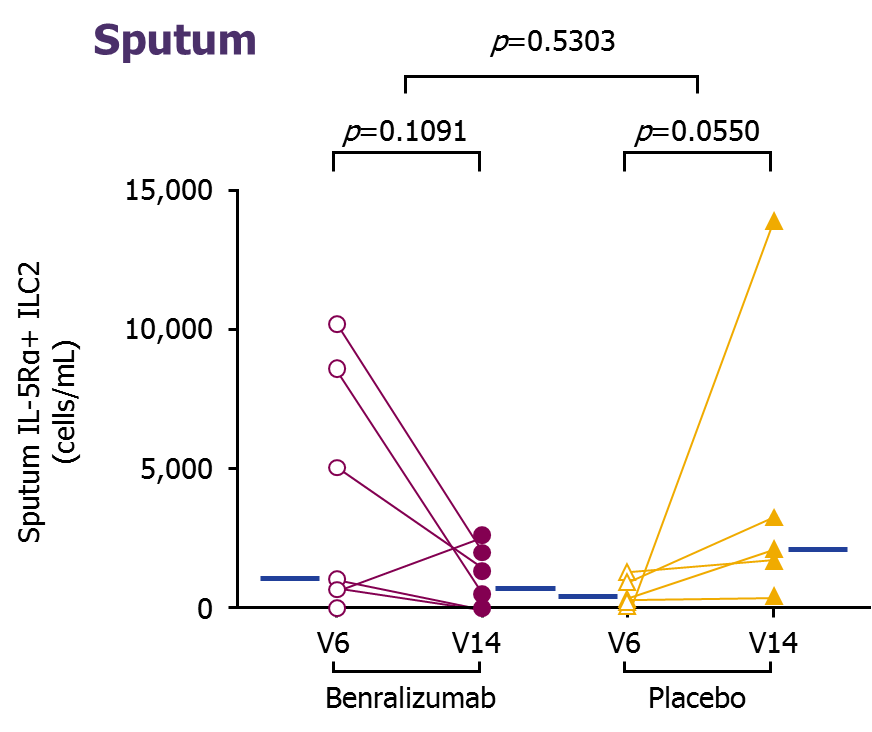 Sputum
p=0.5303
p=0.1091
p=0.0550
15,000
10,000
5,000
0
Sputum IL-5Rα+ ILC2
(cells/mL)
V6
V14
V6
V14
Benralizumab
Placebo